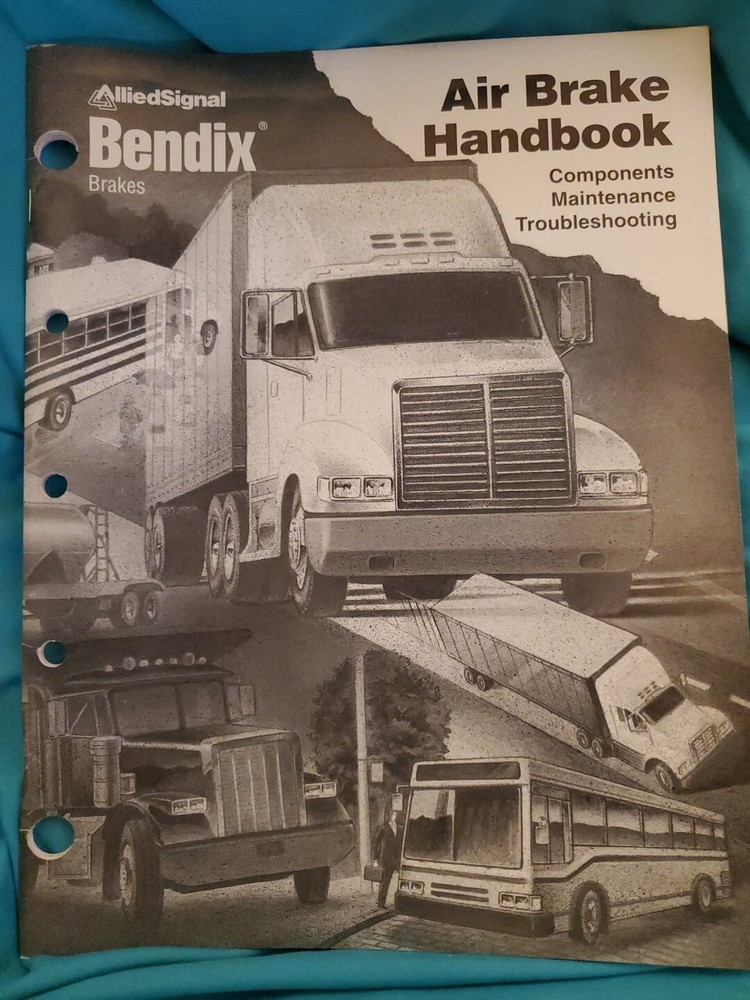 AlliedSignal
Bendix®
Brakes
Air Brake
Handbook
Components
Maintenance
Troubleshooting